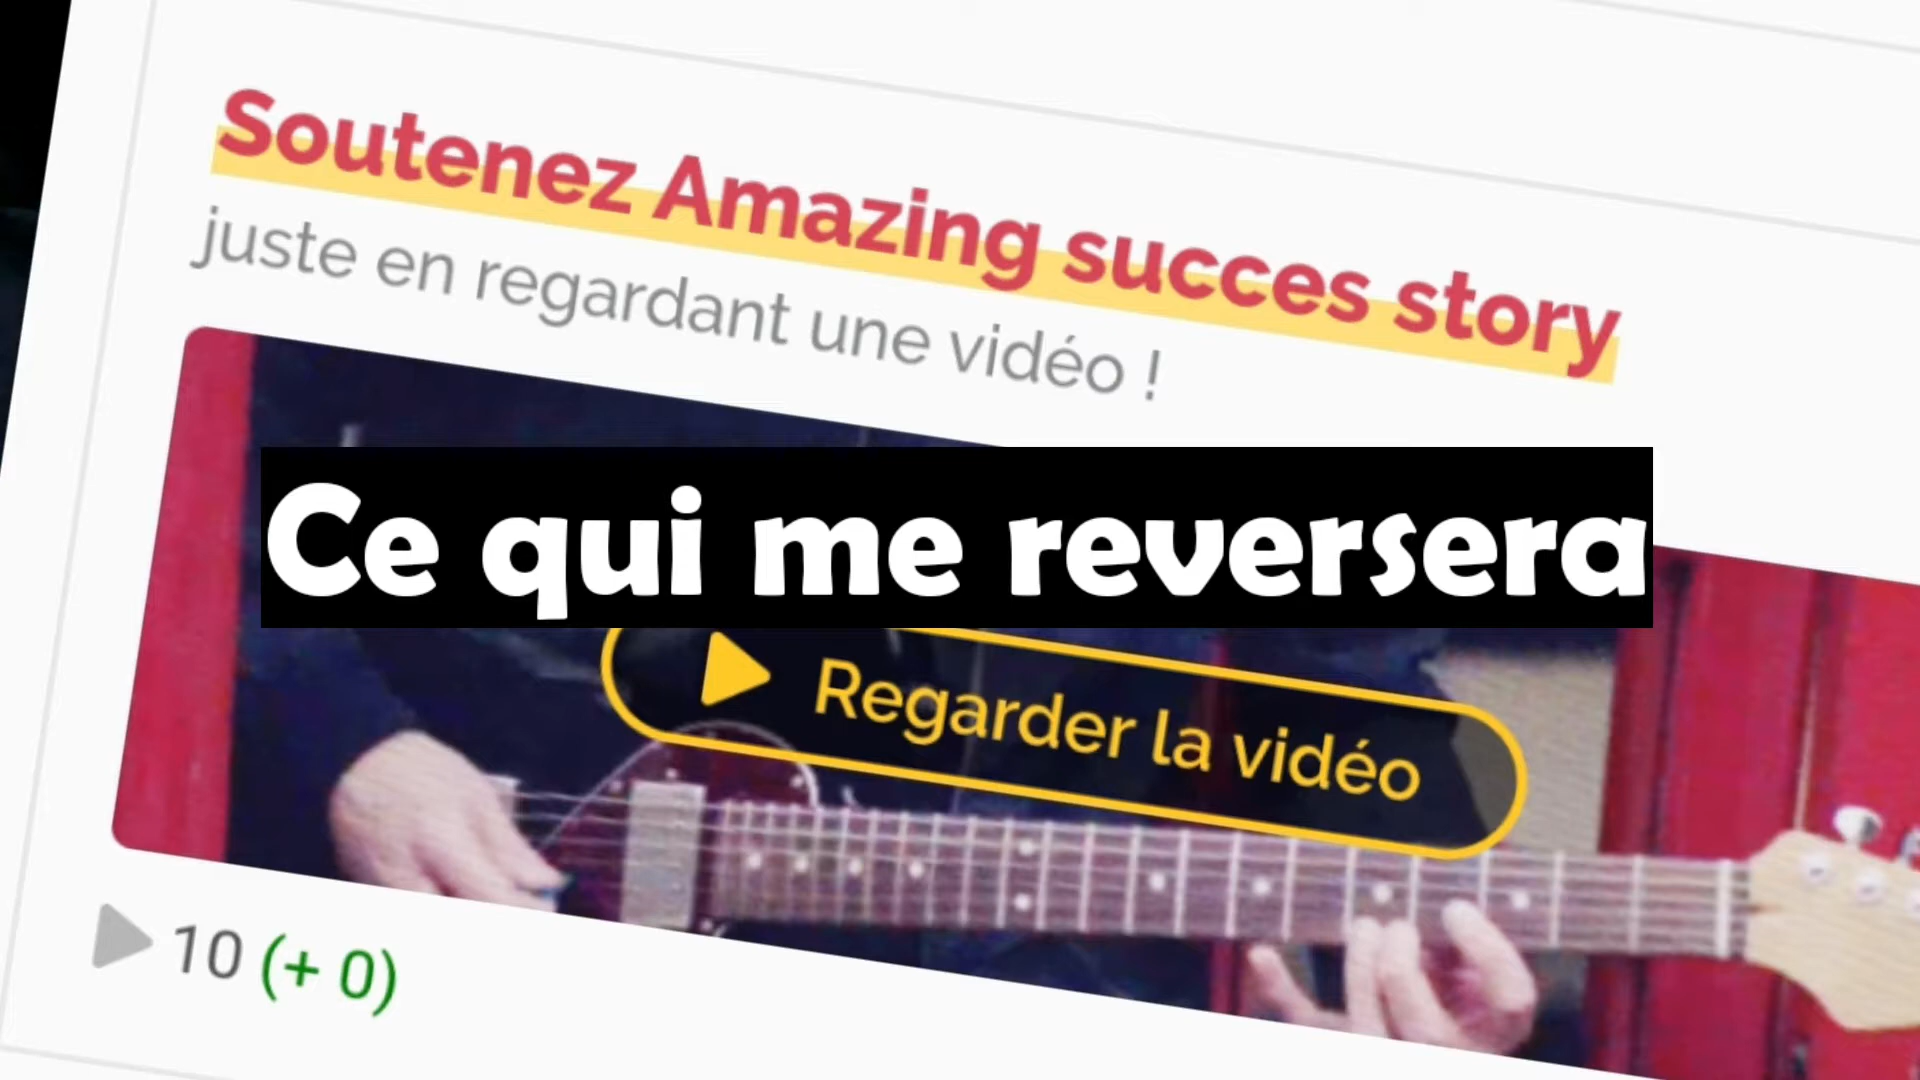 Soutenez Amazing succes story
juste en regardant une vidéo !
Ce qui me reversera
Regarder la vidéo
10 (+ 0)